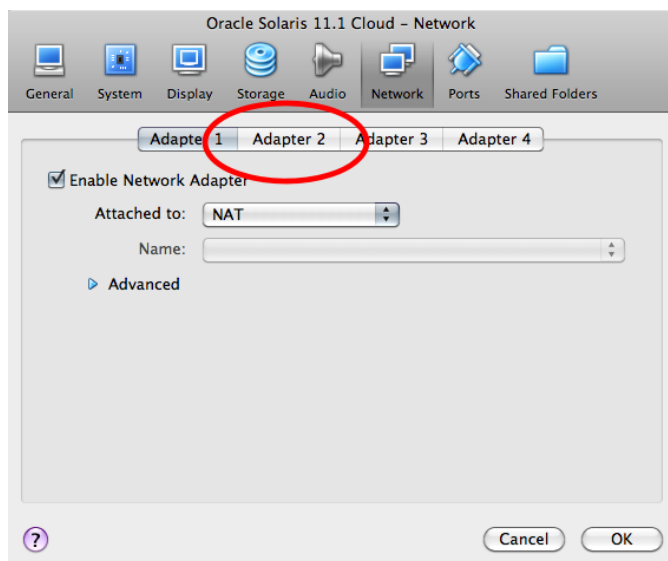 Oracle Solaris 11.1 Cloud – Network
General System Display Storage Audio Network Ports Shared Folders
Adapter 1 Adapter 2 Adapter 3 Adapter 4
Enable Network Adapter
Attached to: NAT
Name:
Advanced
? Cancel OK